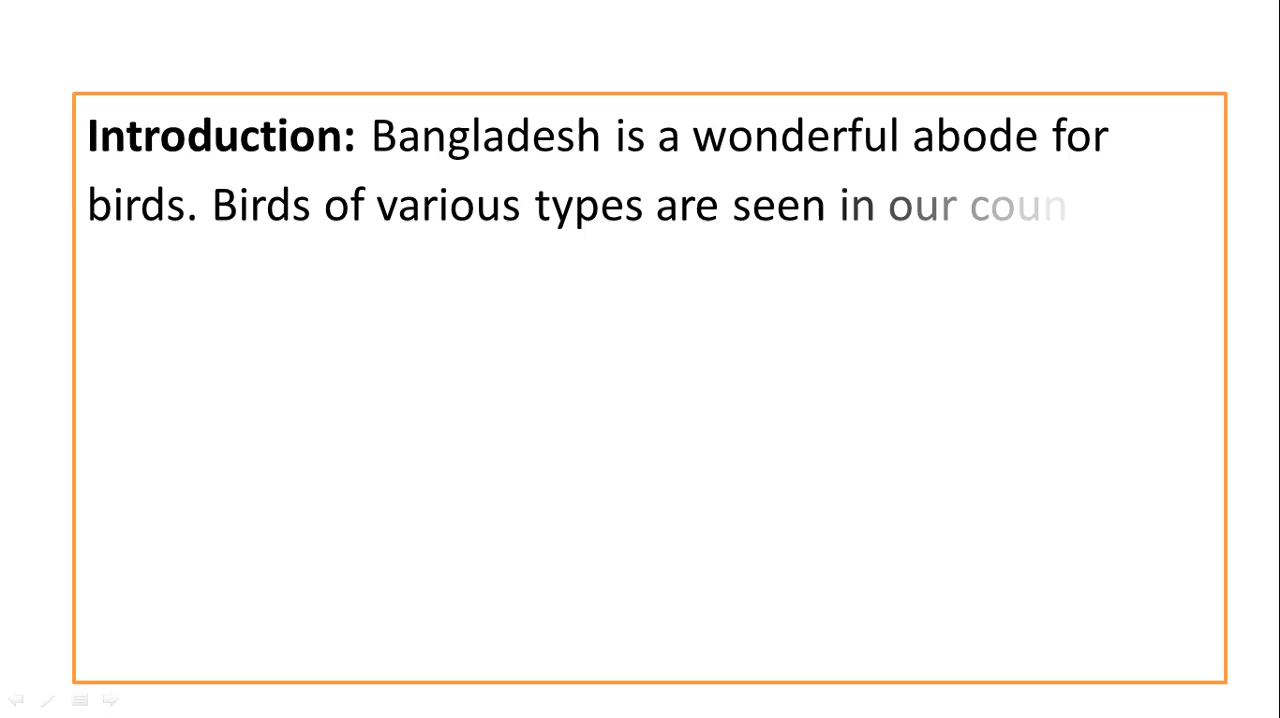 Introduction: Bangladesh is a wonderful abode for
birds. Birds of various types are seen in our coun